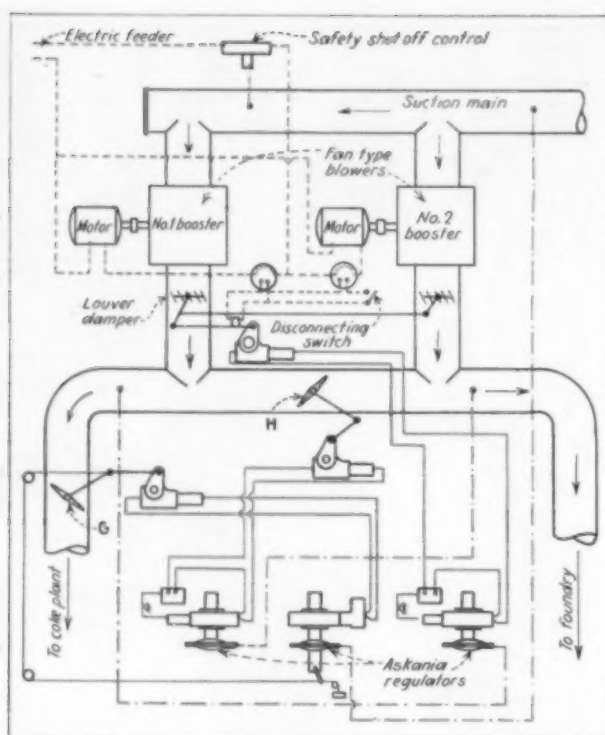 Electric feeder
Safety shut off control
Suction main
Fan type
blowers
Motor
No.1 booster
Motor
No. 2
booster
Louver
damper
Disconnecting
switch
H
G
To coke plant
To foundry
Askania
regulators